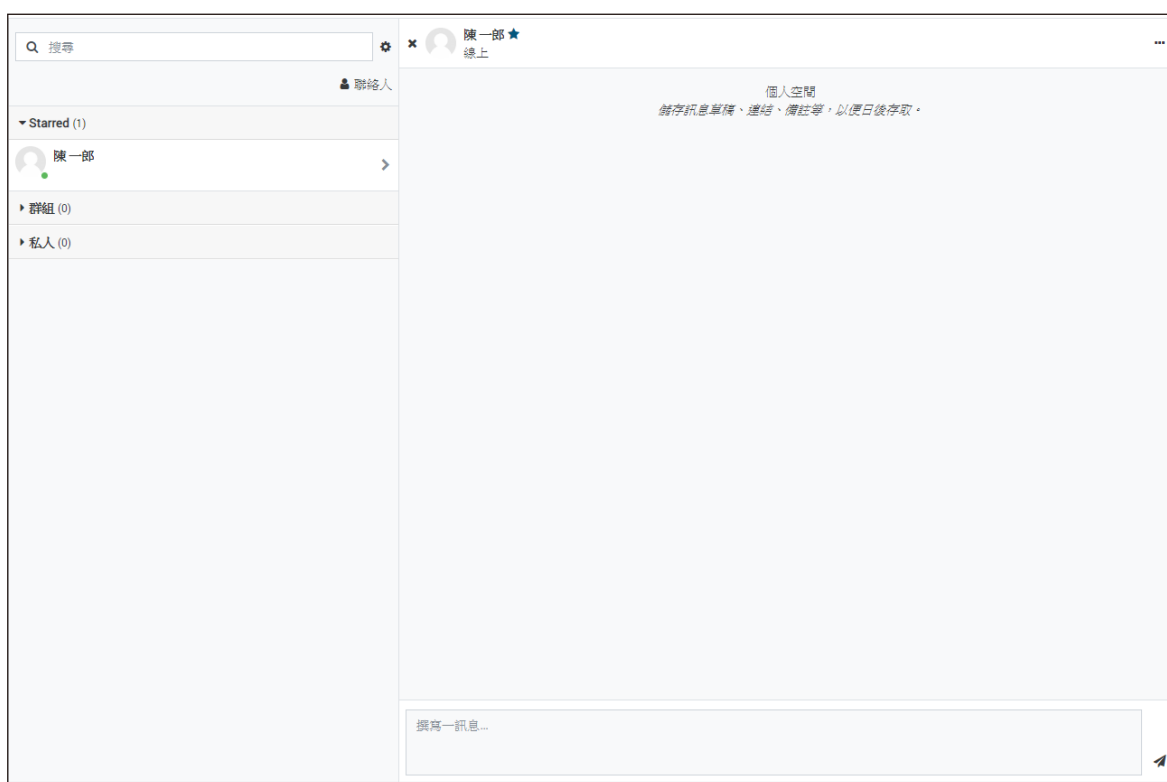 搜尋
聯絡人
Starred (1)
陳一郎
群組 (0)
私人 (0)
陳一郎
線上
個人空間
儲存訊息草稿、連結、備註等，以便日後存取。
撰寫一訊息...